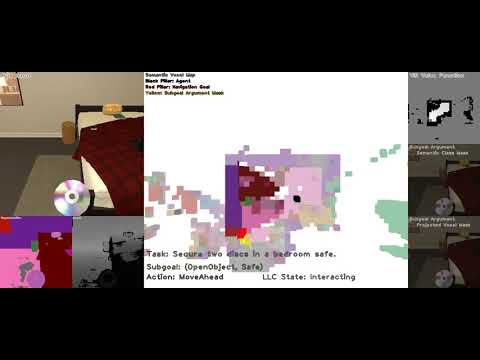 Semantic Voxel Map
Black Pillar: Agent
Red Pillar: Navigation Goal
Yellow: Subgoal Argument Mask
Subgoal Argument
Semantic Class Mask
Subgoal Argument
Projected Voxel Mask
Task: Secure two discs in a bedroom safe.
Subgoal: (OpenObject, Safe)
Action: MoveAhead
LLC State: interacting